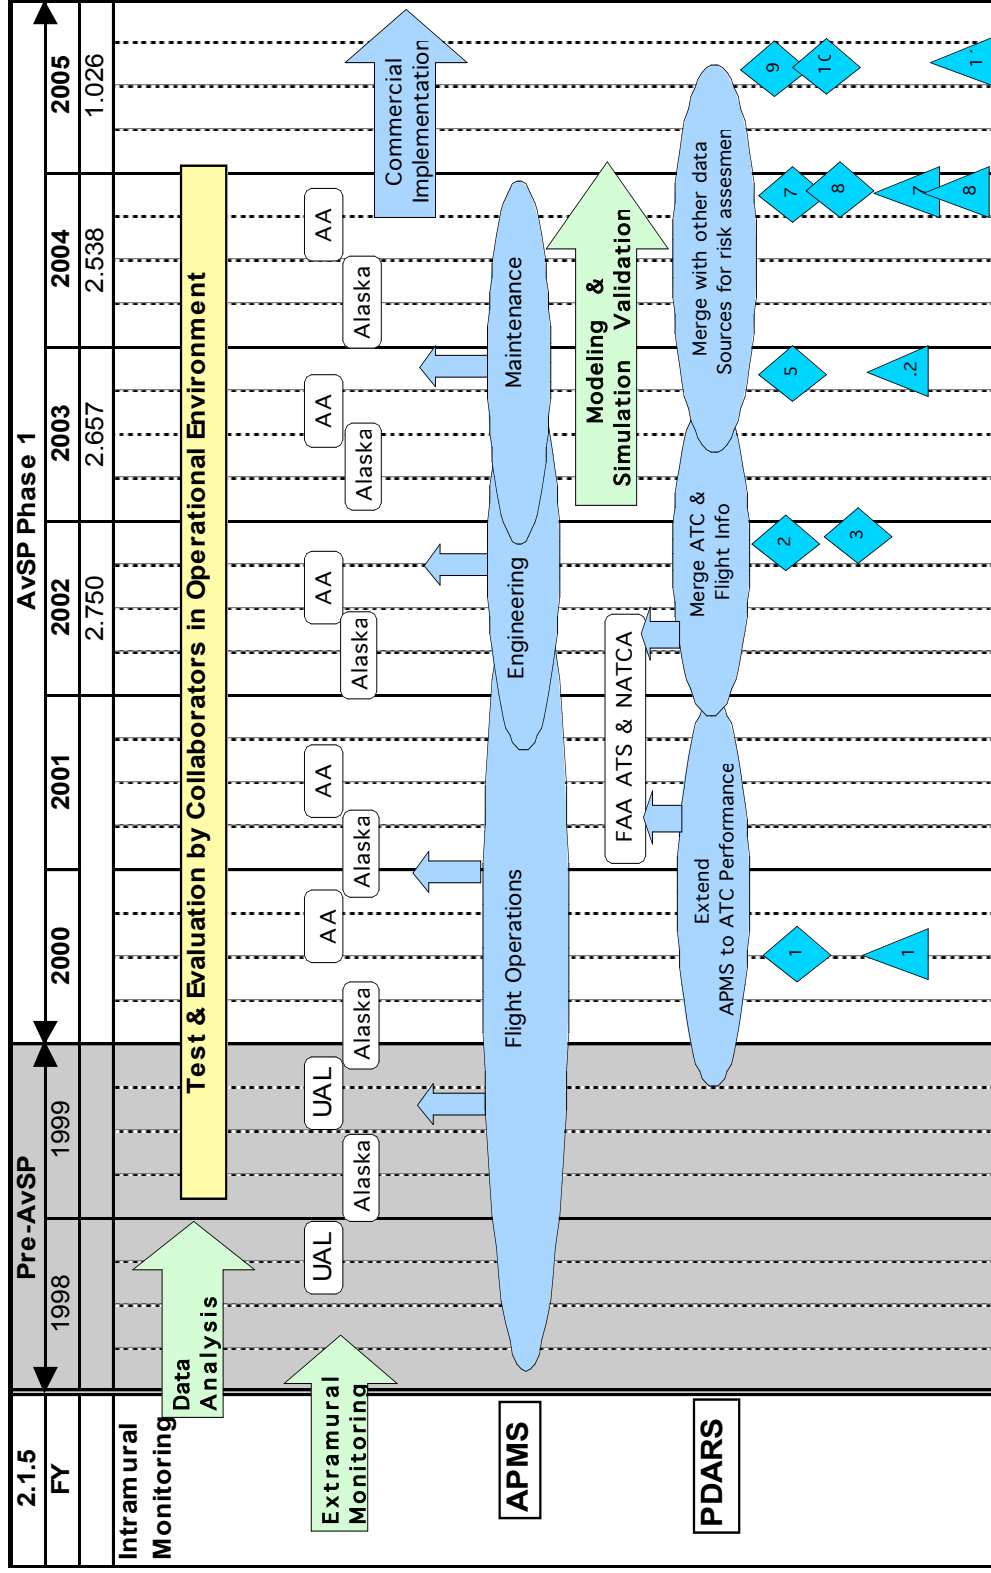 2.1.5
Pre-AvSP
AvSP Phase 1
FY
1998
1999
2000
2001
2002
2003
2004
2005
2.750
2.657
2.538
1.026
Intramural
Monitoring
Data
Analysis
Test & Evaluation by Collaborators in Operational Environment
Extramural
Monitoring
UAL
UAL
AA
AA
AA
AA
AA
Alaska
Alaska
Alaska
Alaska
Alaska
Alaska
Commercial
Implementation
APMS
Flight Operations
Engineering
Maintenance
Modeling &
Simulation Validation
FAA ATS & NATCA
PDARS
Extend
APMS to ATC Performance
Merge ATC &
Flight Info
Merge with other data
Sources for risk assessmen
1
2
5
7
9
3
8
10
1
.2
7
8